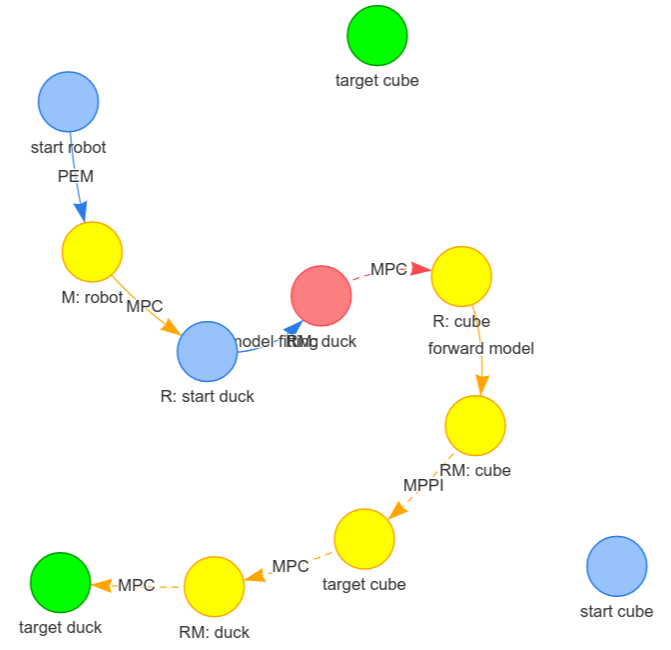 target cube
start robot
PEM
M: robot
MPC
R: start duck
model fitting
RM: duck
MPC
R: cube
forward model
RM: cube
MPPI
target cube
MPC
RM: duck
MPC
target duck
start cube